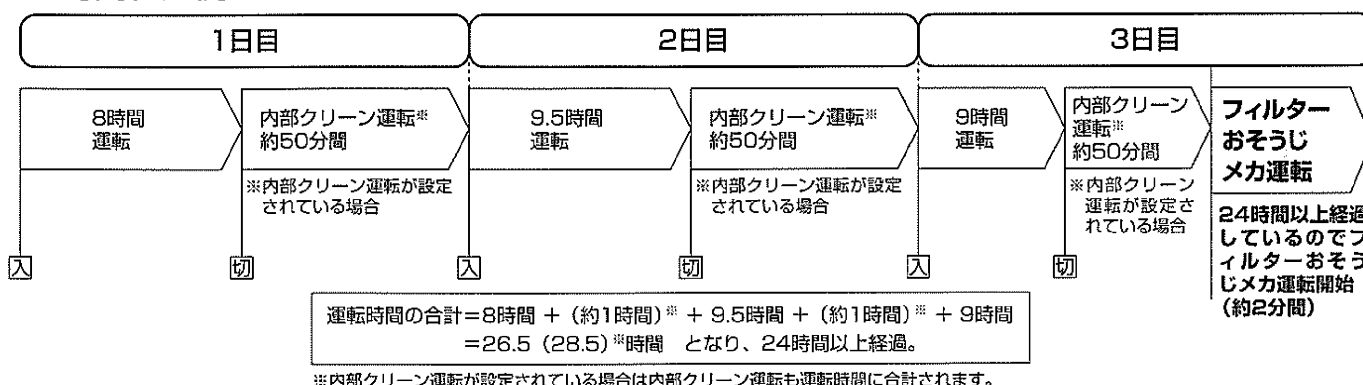 1日目
2日目
3日目
8時間
運転
内部クリーン運転※
約50分間
※内部クリーン運転が設定
されている場合
9.5時間
運転
内部クリーン運転※
約50分間
※内部クリーン運転が設定
されている場合
9時間
運転
内部クリーン
運転※
約50分間
※内部クリーン
運転が設定さ
れている場合
フィルター
おそうじ
メカ運転
24時間以上経過
しているのでフ
ィルターおそう
じメカ運転開始
(約2分間)
入
切
入
切
入
切
運転時間の合計=8時間 + (約1時間)※ + 9.5時間 + (約1時間)※ + 9時間
=26.5 (28.5)※時間 となり、24時間以上経過。
※内部クリーン運転が設定されている場合は内部クリーン運転も運転時間に合計されます。